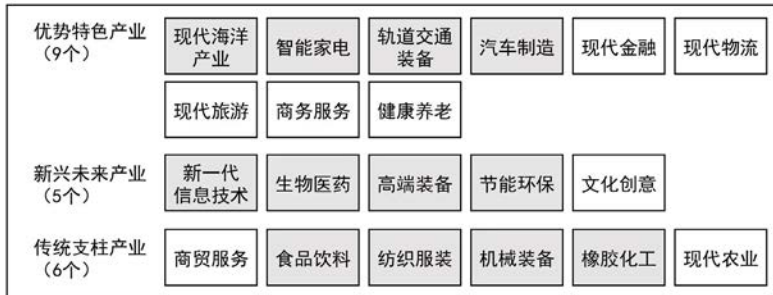 优势特色产业
（9个）
现代海洋
产业
智能家电
轨道交通
装备
汽车制造
现代金融
现代物流
现代旅游
商务服务
健康养老
新兴未来产业
（5个）
新一代
信息技术
生物医药
高端装备
节能环保
文化创意
传统支柱产业
（6个）
商贸服务
食品饮料
纺织服装
机械装备
橡胶化工
现代农业